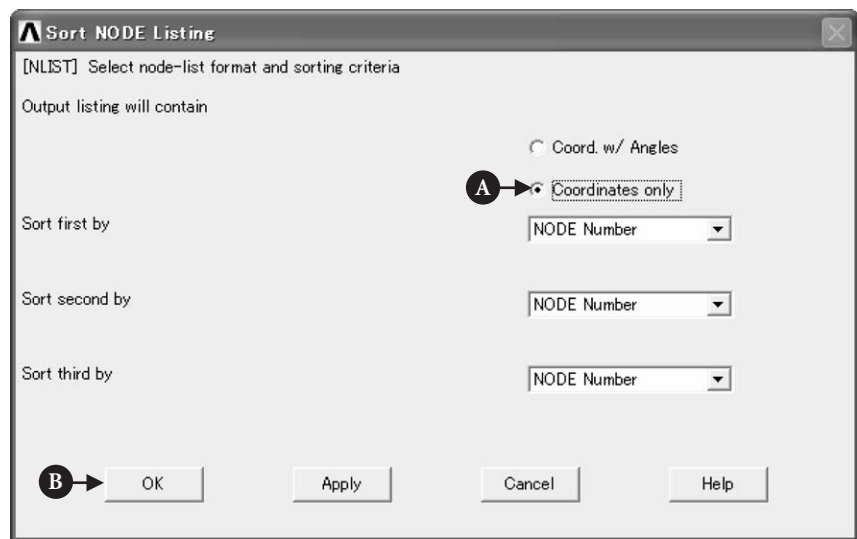 Sort NODE Listing
[NLIST] Select node-list format and sorting criteria
Output listing will contain
Coord. w/ Angles
A Coordinates only
Sort first by NODE Number
Sort second by NODE Number
Sort third by NODE Number
B OK Apply Cancel Help